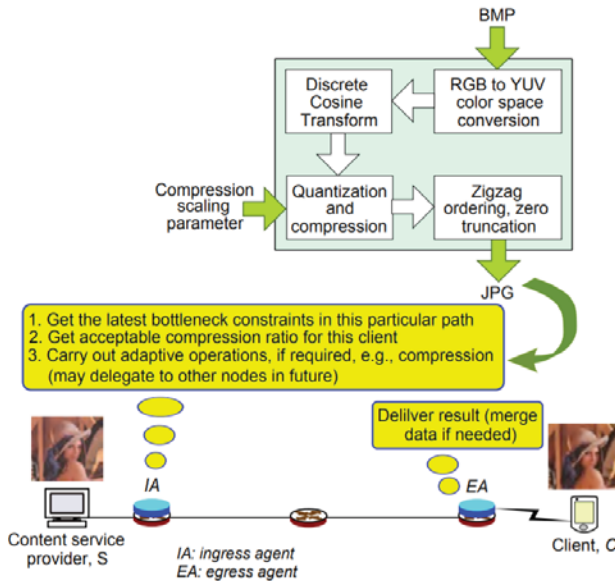 BMP
Discrete
Cosine
Transform
RGB to YUV
color space
conversion
Compression
scaling
parameter
Quantization
and
compression
Zigzag
ordering, zero
truncation
JPG
1. Get the latest bottleneck constraints in this particular path
2. Get acceptable compression ratio for this client
3. Carry out adaptive operations, if required, e.g., compression
(may delegate to other nodes in future)
Delilver result (merge
data if needed)
IA
EA
Content service
provider, S
IA: ingress agent
EA: egress agent
Client, C